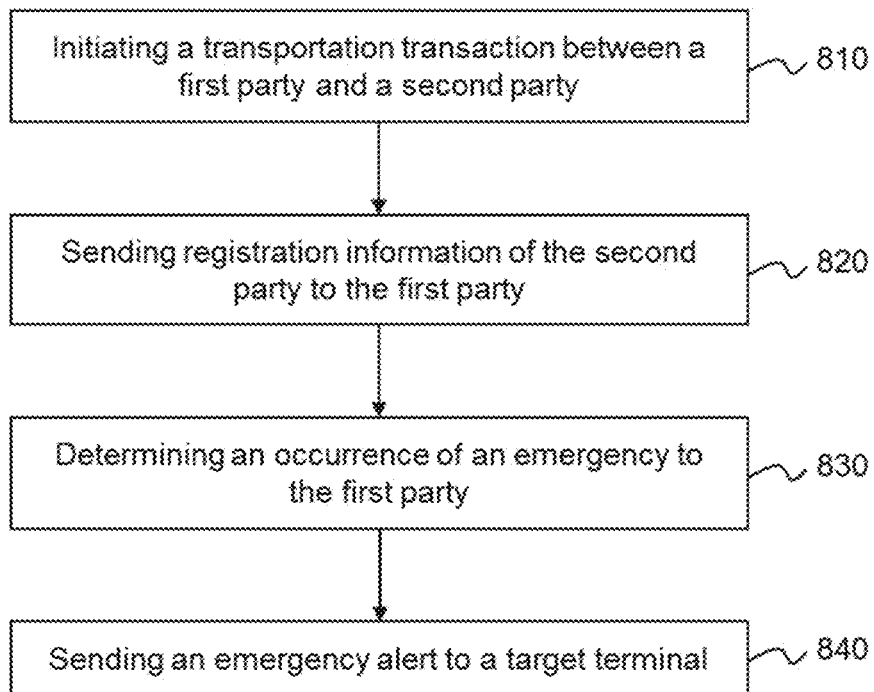 Initiating a transportation transaction between a
first party and a second party
810
Sending registration information of the second
party to the first party
820
Determining an occurrence of an emergency to
the first party
830
Sending an emergency alert to a target terminal
840